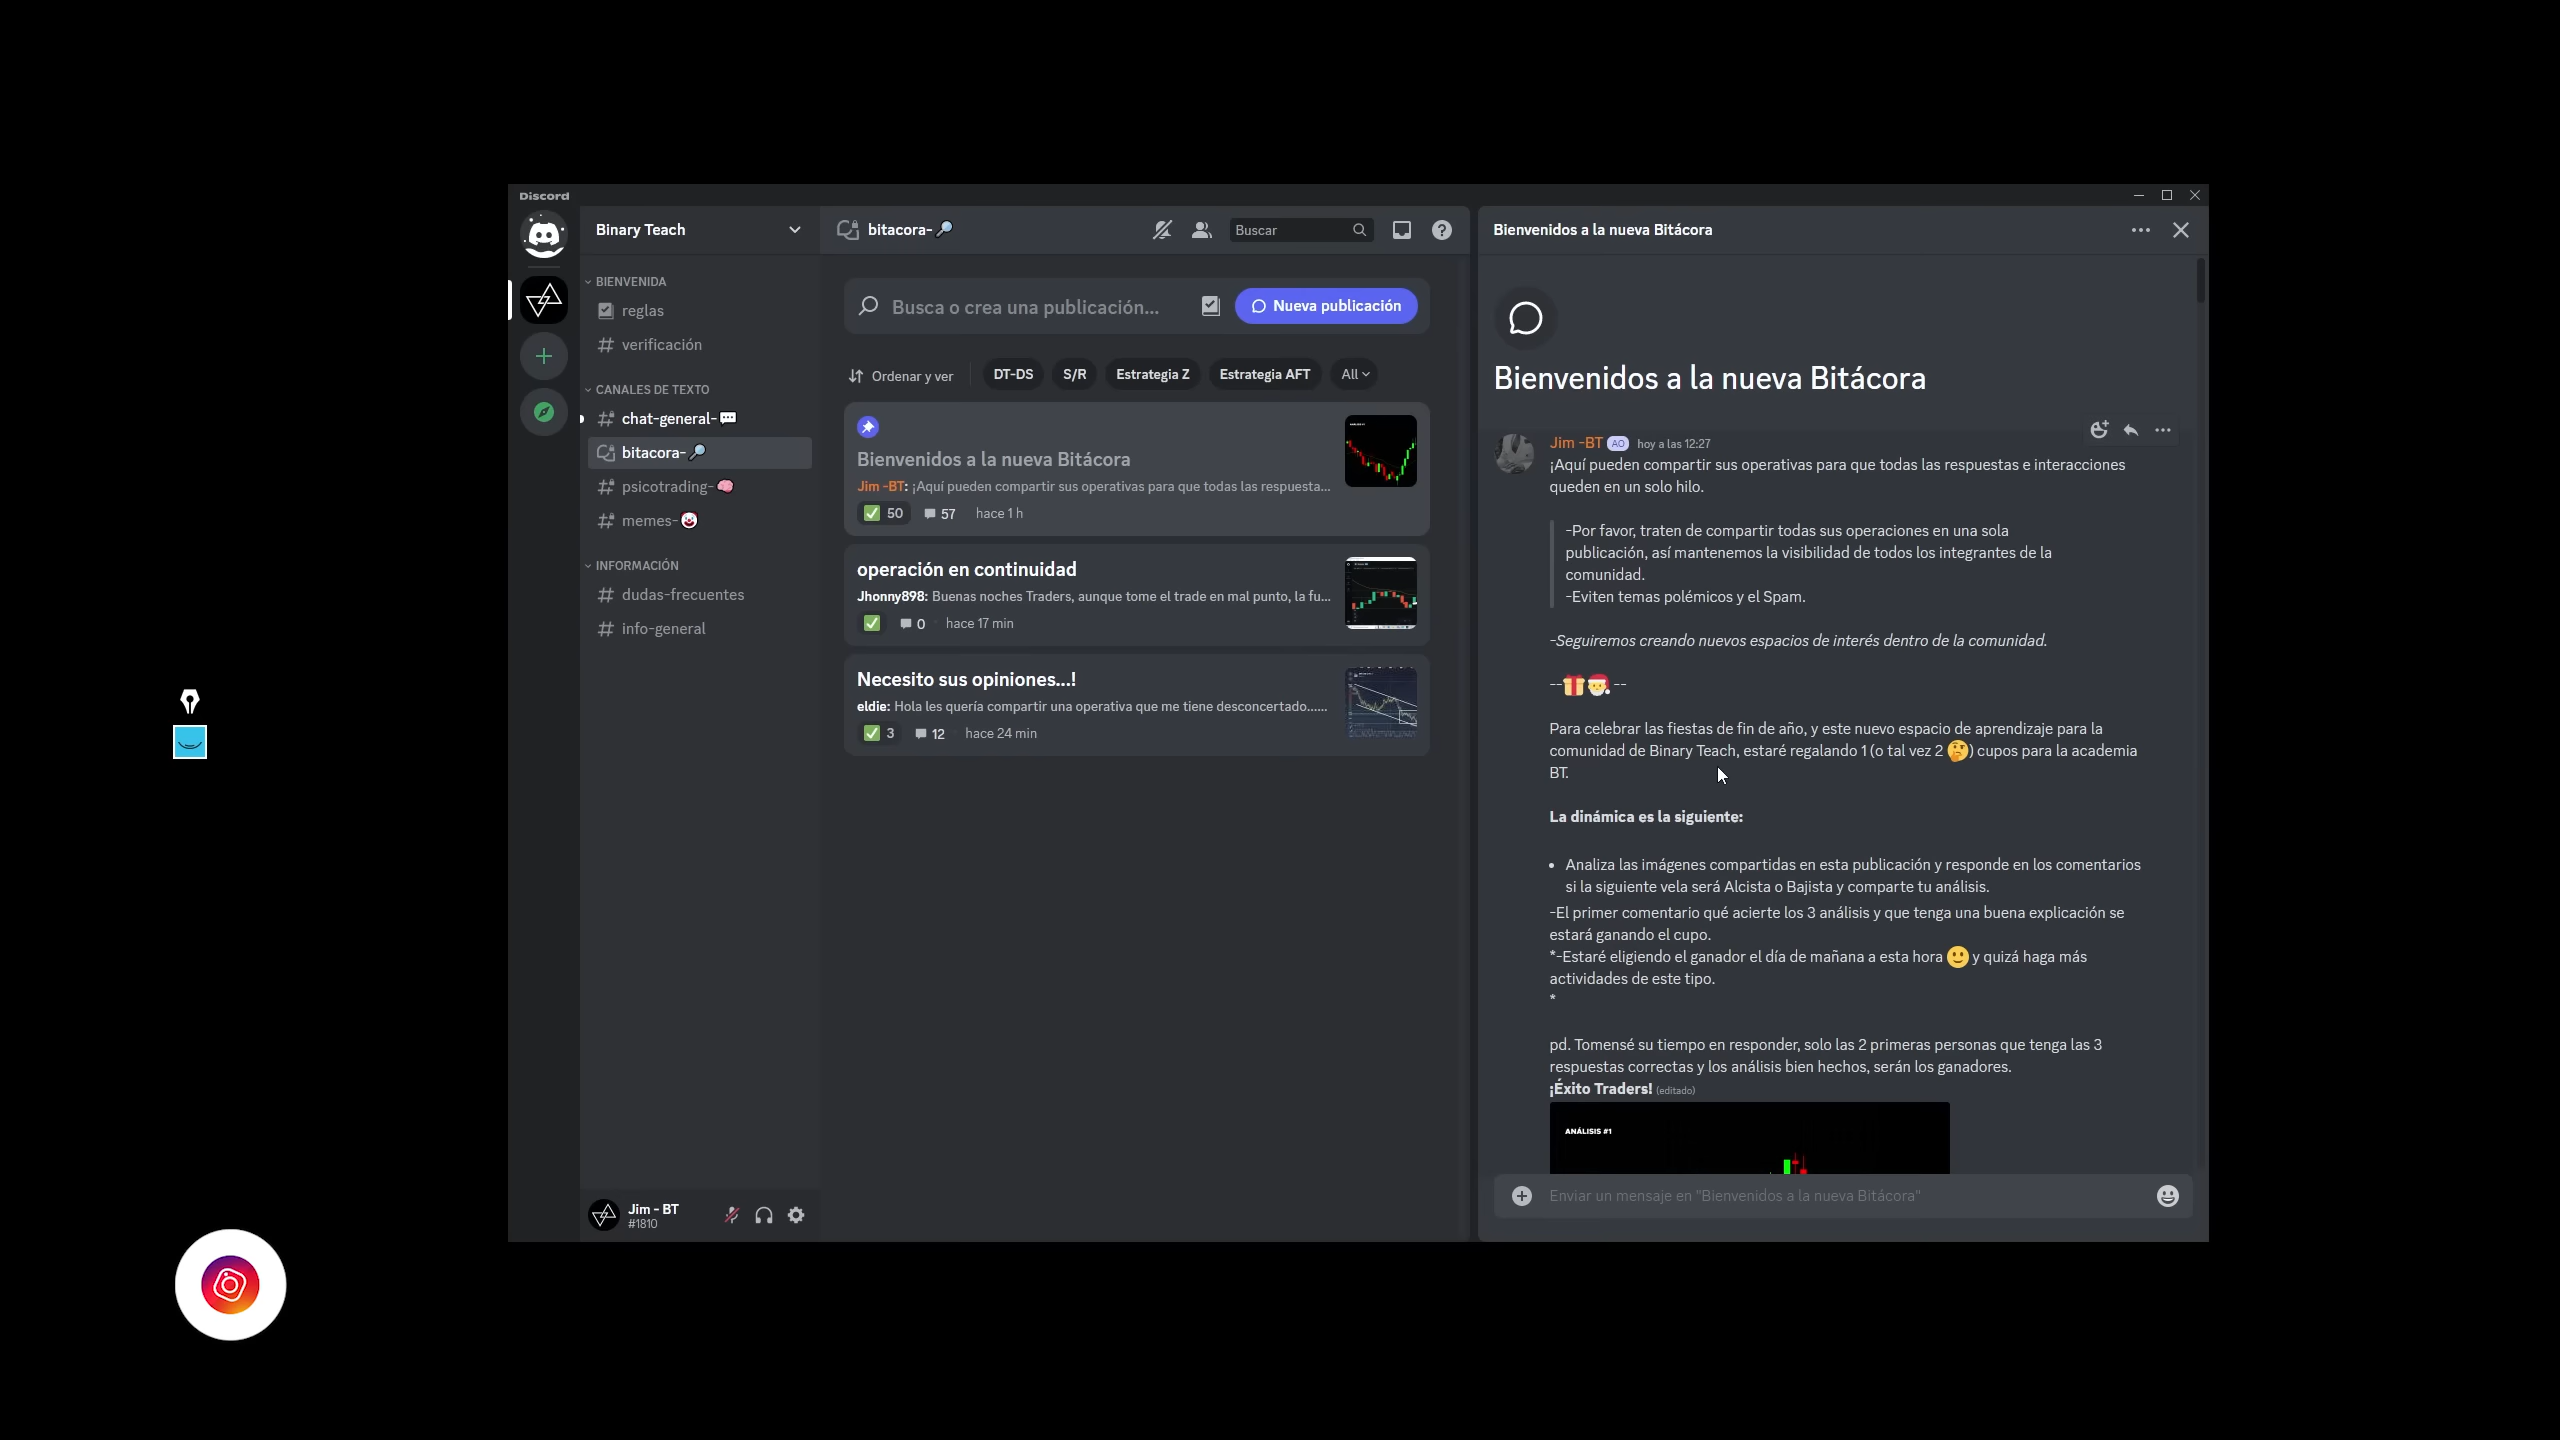 Discord
Binary Teach
BIENVENIDA
reglas
verificación
CANALES DE TEXTO
chat-general-💬
bitacora-🔎
psicotrading-🧠
memes-🤡
INFORMACIÓN
dudas-frecuentes
info-general
Jim - BT
#1810
bitacora-🔎
Buscar
Busca o crea una publicación...
Nueva publicación
Ordenar y ver
DT-DS
S/R
Estrategia Z
Estrategia AFT
All
Bienvenidos a la nueva Bitácora
Jim -BT: ¡Aquí pueden compartir sus operativas para que todas las respuesta...
✅ 50 57 hace 1 h
operación en continuidad
Jhonny898: Buenas noches Traders, aunque tome el trade en mal punto, la fu...
✅ 0 hace 17 min
Necesito sus opiniones...!
eldie: Hola les quería compartir una operativa que me tiene desconcertado......
✅ 3 12 hace 24 min
Bienvenidos a la nueva Bitácora
Bienvenidos a la nueva Bitácora
Jim -BT AO hoy a las 12:27
¡Aquí pueden compartir sus operativas para que todas las respuestas e interacciones
queden en un solo hilo.
-Por favor, traten de compartir todas sus operaciones en una sola
publicación, así mantenemos la visibilidad de todos los integrantes de la
comunidad.
-Eviten temas polémicos y el Spam.
-Seguiremos creando nuevos espacios de interés dentro de la comunidad.
--🎁🎅--
Para celebrar las fiestas de fin de año, y este nuevo espacio de aprendizaje para la
comunidad de Binary Teach, estaré regalando 1 (o tal vez 2 🤔) cupos para la academia
BT.
La dinámica es la siguiente:
• Analiza las imágenes compartidas en esta publicación y responde en los comentarios
si la siguiente vela será Alcista o Bajista y comparte tu análisis.
-El primer comentario qué acierte los 3 análisis y que tenga una buena explicación se
estará ganando el cupo.
*-Estaré eligiendo el ganador el día de mañana a esta hora 🙂 y quizá haga más
actividades de este tipo.
*
pd. Tomensé su tiempo en responder, solo las 2 primeras personas que tenga las 3
respuestas correctas y los análisis bien hechos, serán los ganadores.
¡Éxito Traders! (editado)
ANÁLISIS #1
Enviar un mensaje en "Bienvenidos a la nueva Bitácora"